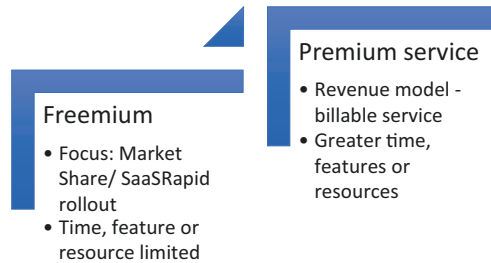 Freemium
• Focus: Market
Share/ SaaSRapid
rollout
• Time, feature or
resource limited
Premium service
• Revenue model -
billable service
• Greater time,
features or
resources